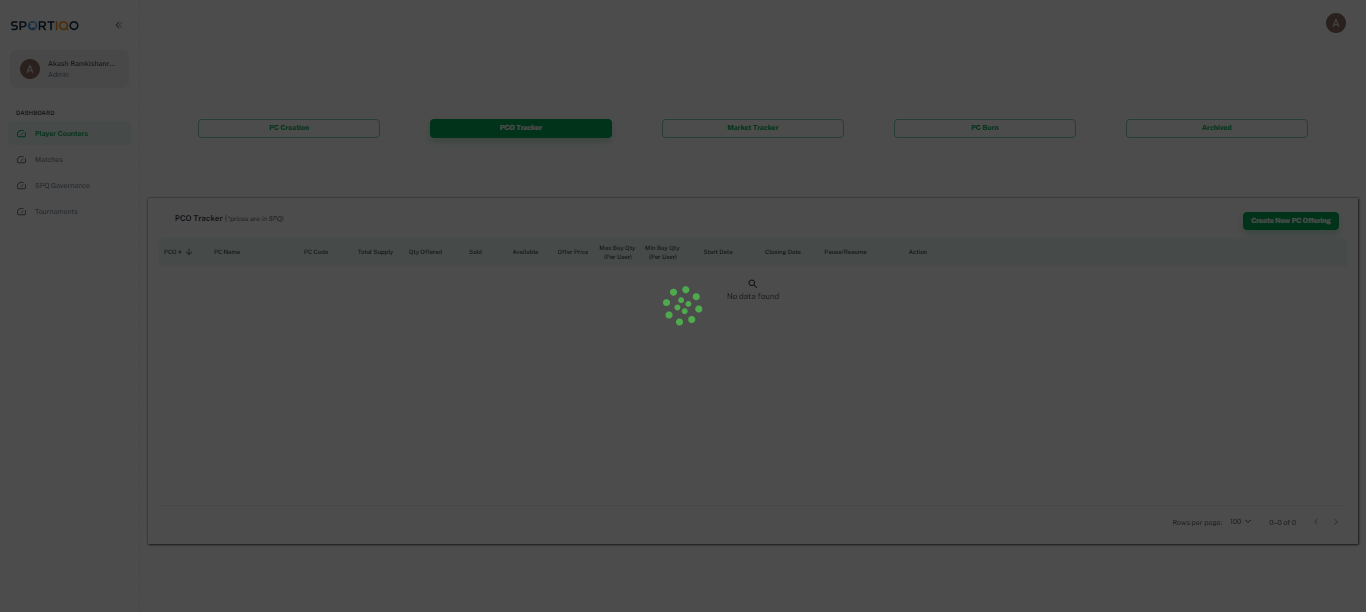 SPORTIQO
A
A
Akash Ramkishanr...
Admin
DASHBOARD
Player Counters
Matches
SPQ Governance
Tournaments
PC Creation
PCO Tracker
Market Tracker
PC Burn
Archived
PCO Tracker (*prices are in SPQ)
Create New PC Offering
PCO # PC Name PC Code Total Supply Qty Offered Sold Available Offer Price Max Buy Qty (Per User) Min Buy Qty (Per User) Start Date Closing Date Pause/Resume Action
No data found
Rows per page: 100 0–0 of 0